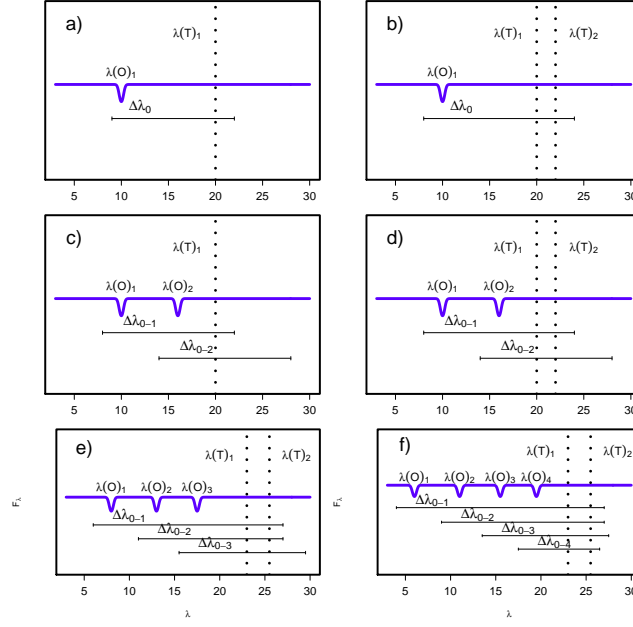 a)
λ(T)₁
λ(O)₁
Δλ₀
5 10 15 20 25 30
b)
λ(T)₁ λ(T)₂
λ(O)₁
Δλ₀
5 10 15 20 25 30
c)
λ(T)₁
λ(O)₁ λ(O)₂
Δλ₀₋₁
Δλ₀₋₂
5 10 15 20 25 30
d)
λ(T)₁ λ(T)₂
λ(O)₁ λ(O)₂
Δλ₀₋₁
Δλ₀₋₂
5 10 15 20 25 30
e)
λ(T)₁ λ(T)₂
λ(O)₁ λ(O)₂ λ(O)₃
Δλ₀₋₁
Δλ₀₋₂
Δλ₀₋₃
F_λ
5 10 15 20 25 30
λ
f)
λ(T)₁ λ(T)₂
λ(O)₁ λ(O)₂ λ(O)₃ λ(O)₄
Δλ₀₋₁
Δλ₀₋₂
Δλ₀₋₃
Δλ₀₋₄
F_λ
5 10 15 20 25 30
λ